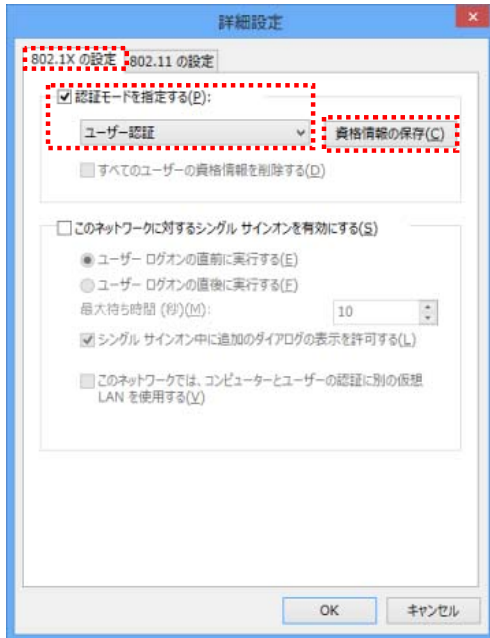 詳細設定
802.1X の設定 802.11 の設定
認証モードを指定する(P):
ユーザー認証 資格情報の保存(C)
すべてのユーザーの資格情報を削除する(D)
このネットワークに対するシングル サインオンを有効にする(S)
ユーザー ログオンの直前に実行する(E)
ユーザー ログオンの直後に実行する(F)
最大待ち時間 (秒)(M): 10
シングル サインオン中に追加のダイアログの表示を許可する(L)
このネットワークでは、コンピューターとユーザーの認証に別の仮想
LAN を使用する(V)
OK キャンセル